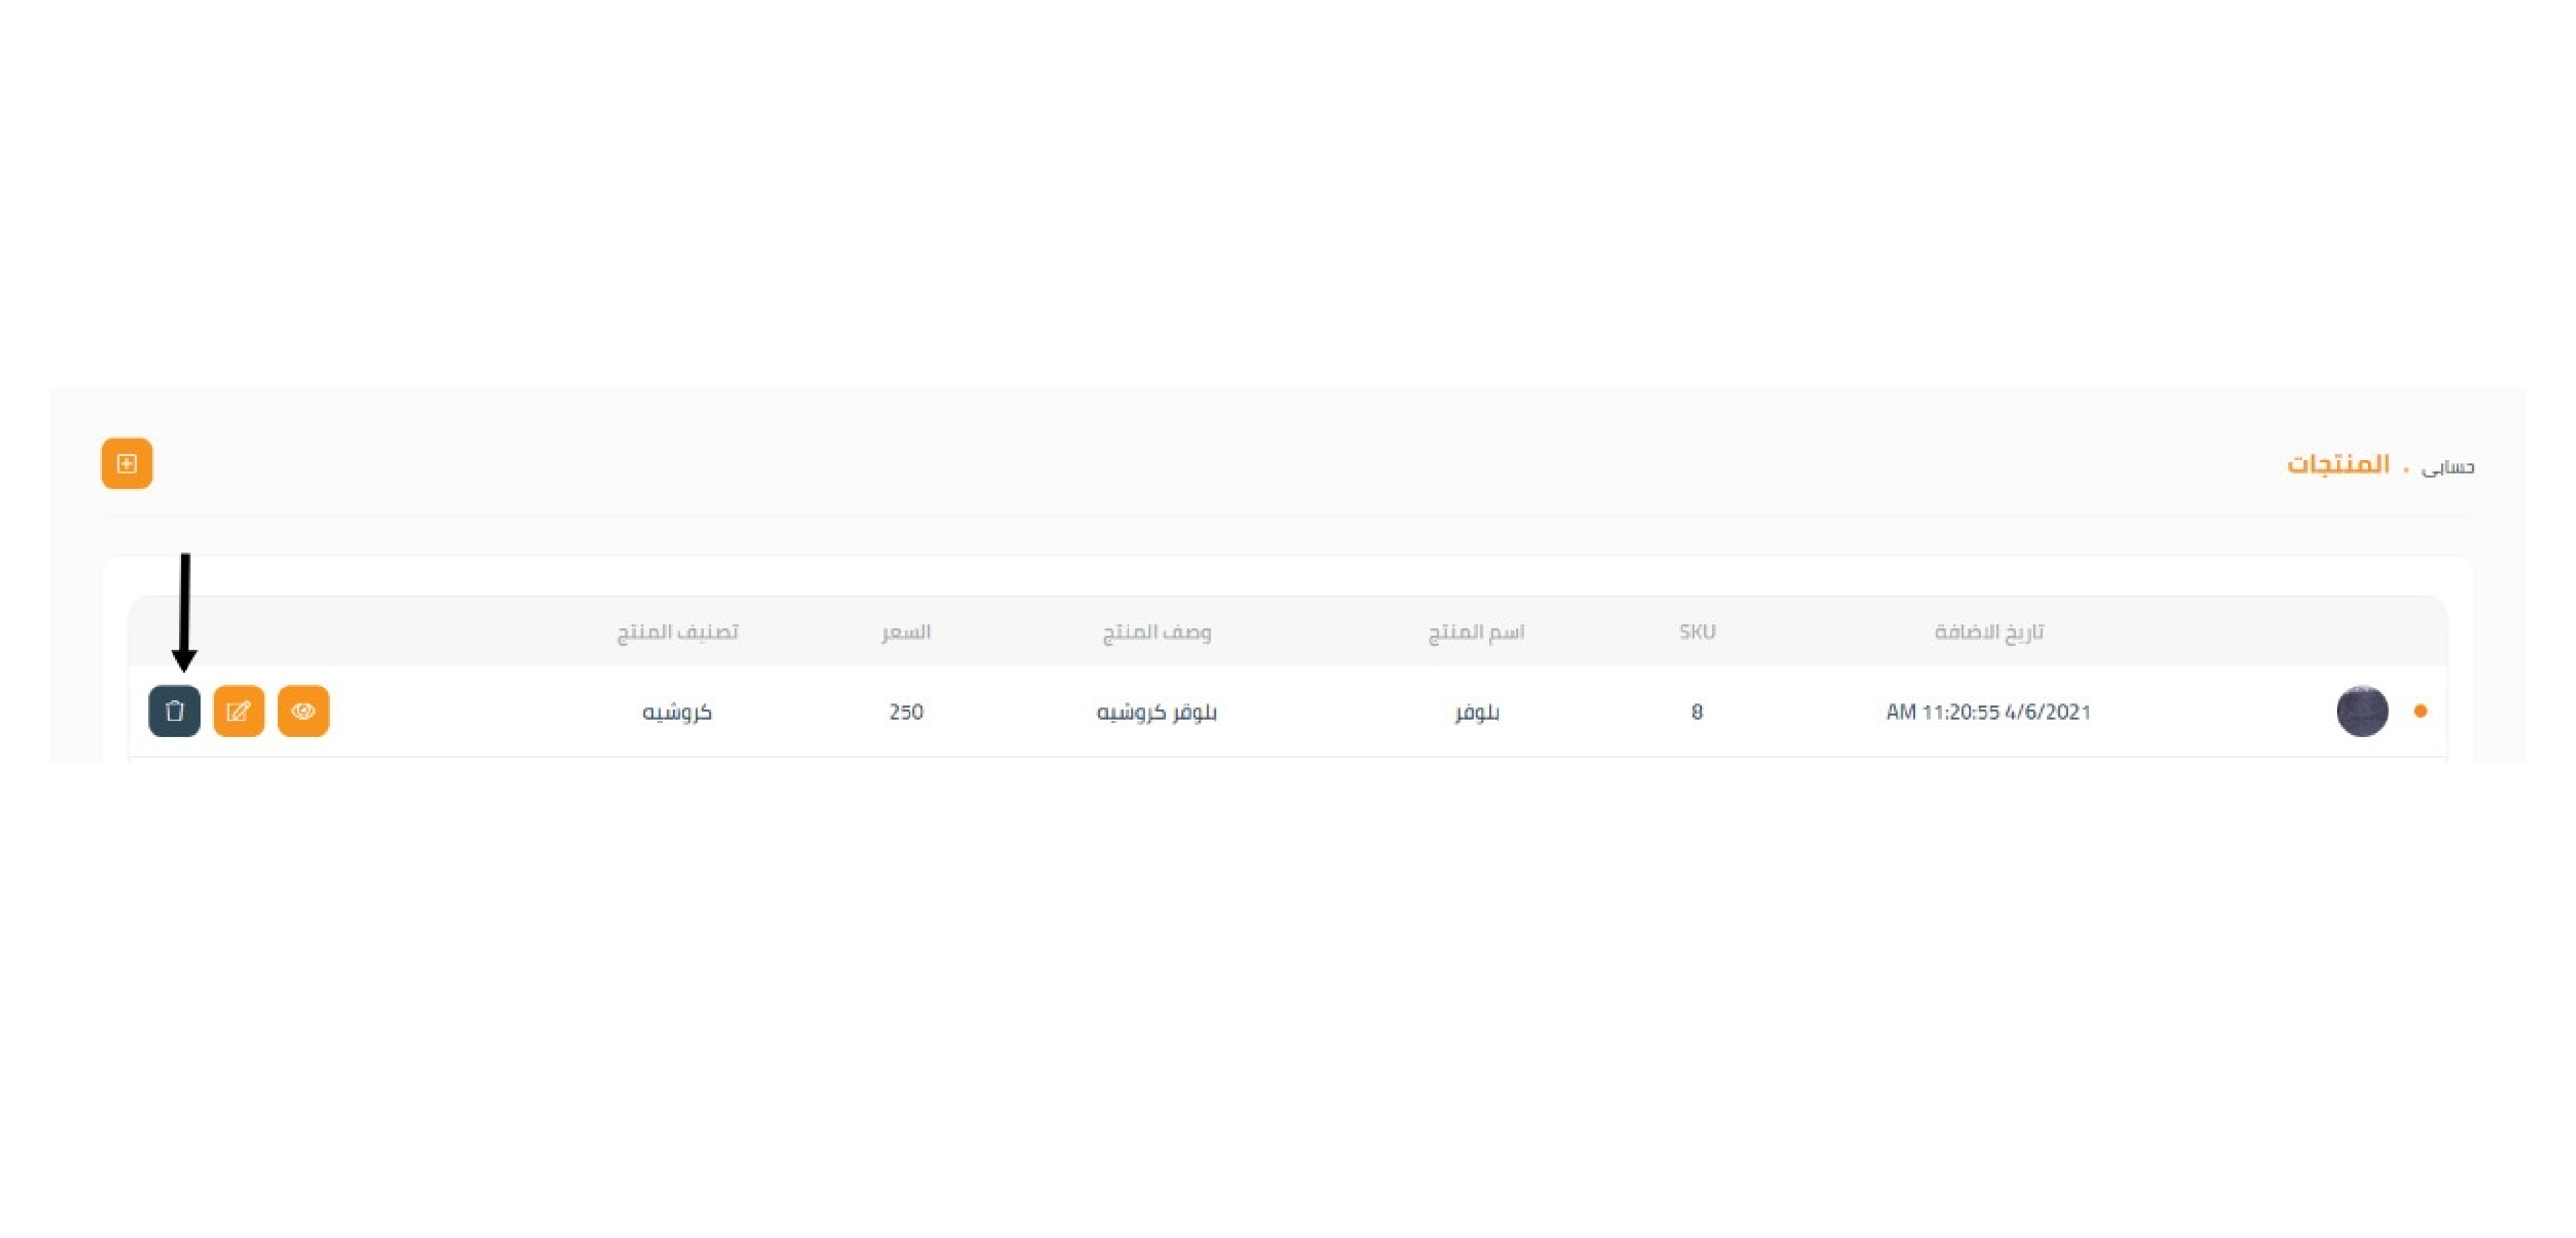 حسابى . المنتجات
تاريخ الاضافة SKU اسم المنتج وصف المنتج السعر تصنيف المنتج
AM 11:20:55 4/6/2021 8 بلوفر بلوقر كروشيه 250 كروشيه